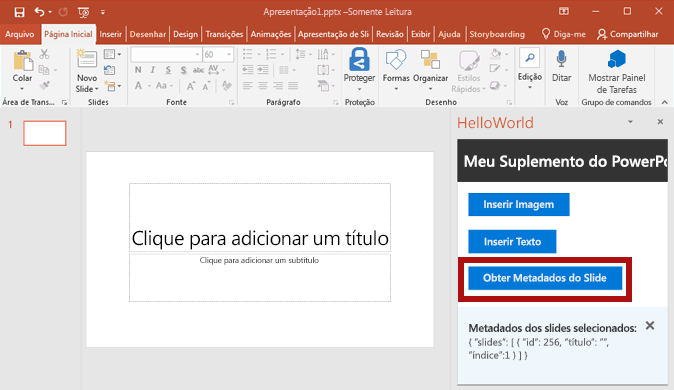 Apresentação1.pptx –Somente Leitura
Arquivo Página Inicial Inserir Desenhar Design Transições Animações Apresentação de Sli Revisão Exibir Ajuda Storyboarding Diga-me Compartilhar
Colar Novo Slide 60 Proteger Formas Organizar Estilos Rápidos Edição Ditar Mostrar Painel de Tarefas
Área de Trans... Slides Fonte Parágrafo Proteção Desenho Voz Grupo de comandos
1
HelloWorld
Meu Suplemento do PowerPo
Inserir Imagem
Inserir Texto
Clique para adicionar um título
Clique para adicionar um subtítulo
Obter Metadados do Slide
Metadados dos slides selecionados:
{ "slides": [ { "id": 256, "título": "",
"índice":1 } ] }